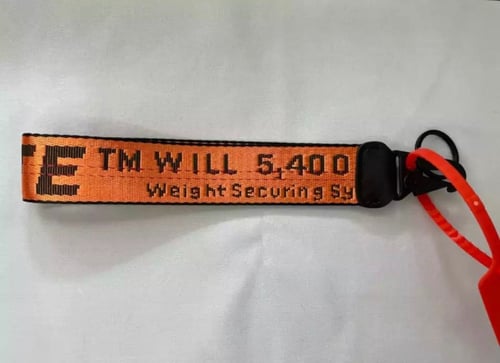 TE TM WILL 5,400
Weight Securing Sy